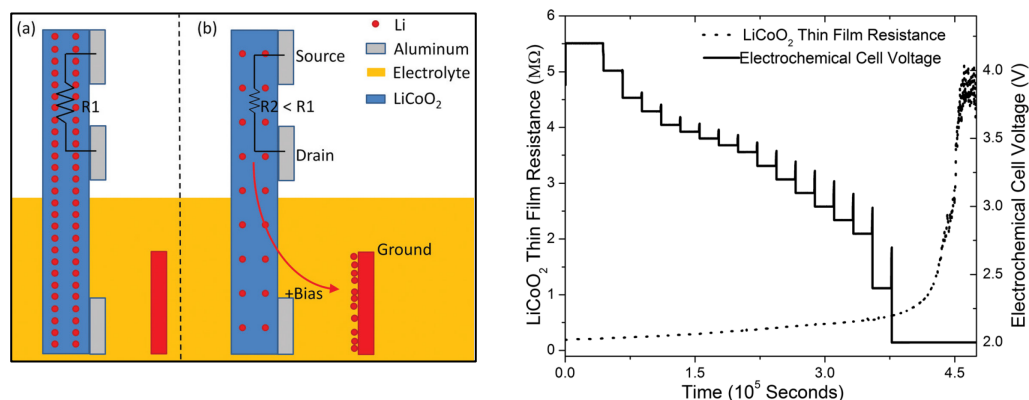 (a)
(b)
Li
Aluminum
Electrolyte
LiCoO₂
R1
Source
R2 < R1
Drain
Ground
+Bias
LiCoO₂ Thin Film Resistance
Electrochemical Cell Voltage
LiCoO₂ Thin Film Resistance (MΩ)
6
5
4
3
2
1
0
Electrochemical Cell Voltage (V)
4.0
3.5
3.0
2.5
2.0
0.0
1.5
3.0
4.5
Time (10⁵ Seconds)